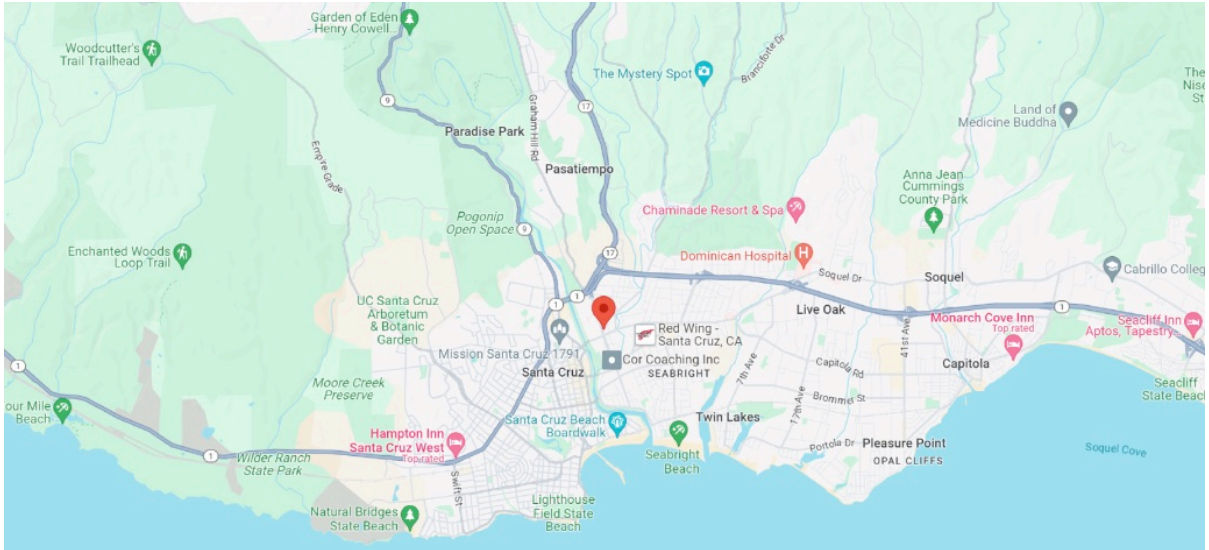 Garden of Eden
- Henry Cowell...
Woodcutter's
Trail Trailhead
9
17
The Mystery Spot
Branciforte Dr
The
Nise
St
Land of
Medicine Buddha
Graham Hill Rd
Paradise Park
Empire Grade
Pasatiempo
Anna Jean
Cummings
County Park
Chaminade Resort & Spa
Pogonip
Open Space
9
Enchanted Woods
Loop Trail
17
Dominican Hospital
H
Soquel Dr
Soquel
Cabrillo Colleg
UC Santa Cruz
Arboretum
& Botanic
Garden
1
1
Live Oak
1
Monarch Cove Inn
Top rated
Seacliff Inn
Aptos, Tapestry...
Red Wing -
Santa Cruz, CA
Mission Santa Cruz 1791
Cor Coaching Inc
SEABRIGHT
41st Ave
7th Ave
Capitola Rd
Capitola
1
Santa Cruz
Moore Creek
Preserve
Brommer St
17th Ave
Seacliff
State Beach
our Mile
Beach
Santa Cruz Beach
Boardwalk
Twin Lakes
Hampton Inn
Santa Cruz West
Top rated
Portola Dr
Pleasure Point
OPAL CLIFFS
Soquel Cove
1
Wilder Ranch
State Park
Seabright
Beach
Swift St
Natural Bridges
State Beach
Lighthouse
Field State
Beach